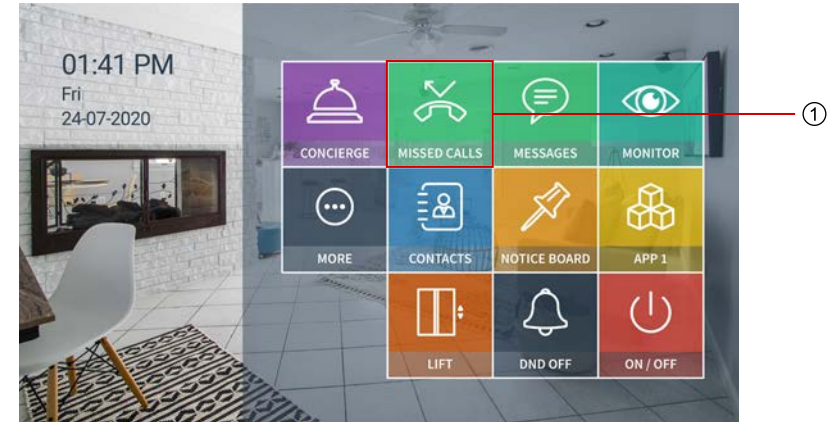 01:41 PM
Fri
24-07-2020
CONCIERGE MISSED CALLS MESSAGES MONITOR
1
MORE CONTACTS NOTICE BOARD APP 1
LIFT DND OFF ON / OFF